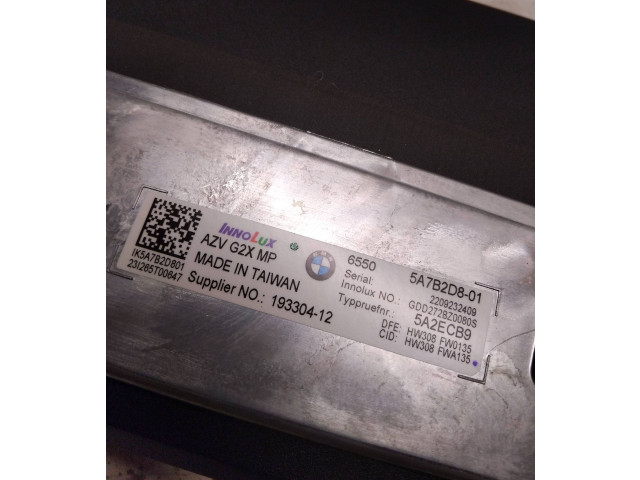 INNOLUX
AZV G2X MP
MADE IN TAIWAN
Supplier NO.: 193304-12
IK5A7B2D801
23I265T00647
BMW
6550 5A7B2D8-01
Serial: 2209232409
Innolux NO.: GDD272BZ0080S
Typpruefnr.: 5A2ECB9
DFE: HW308 FW0135
CID: HW308 FWA135